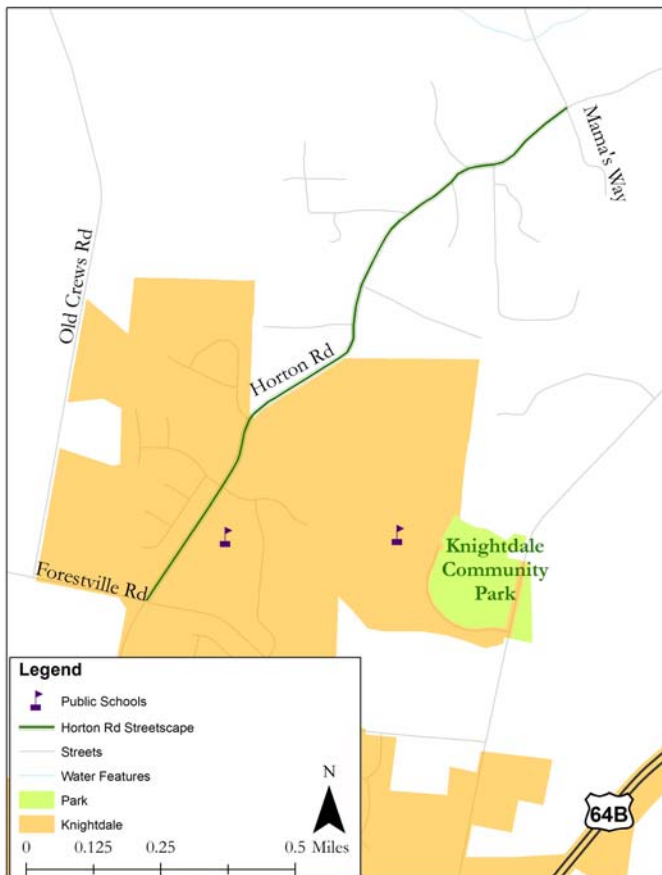 Mama's Way
Old Crews Rd
Horton Rd
Knightdale
Community
Park
Forestville Rd
Legend
Public Schools
Horton Rd Streetscape
Streets
Water Features
Park
Knightdale
N
0 0.125 0.25 0.5 Miles
64B